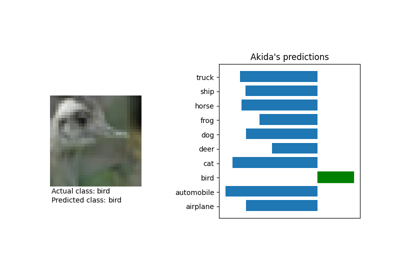 Akida's predictions
truck
ship
horse
frog
dog
deer
cat
bird
automobile
airplane
Actual class: bird
Predicted class: bird